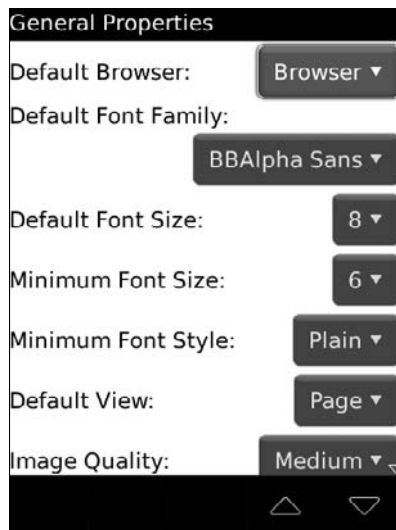 General Properties
Default Browser: Browser
Default Font Family:
BBAlpha Sans
Default Font Size: 8
Minimum Font Size: 6
Minimum Font Style: Plain
Default View: Page
Image Quality: Medium